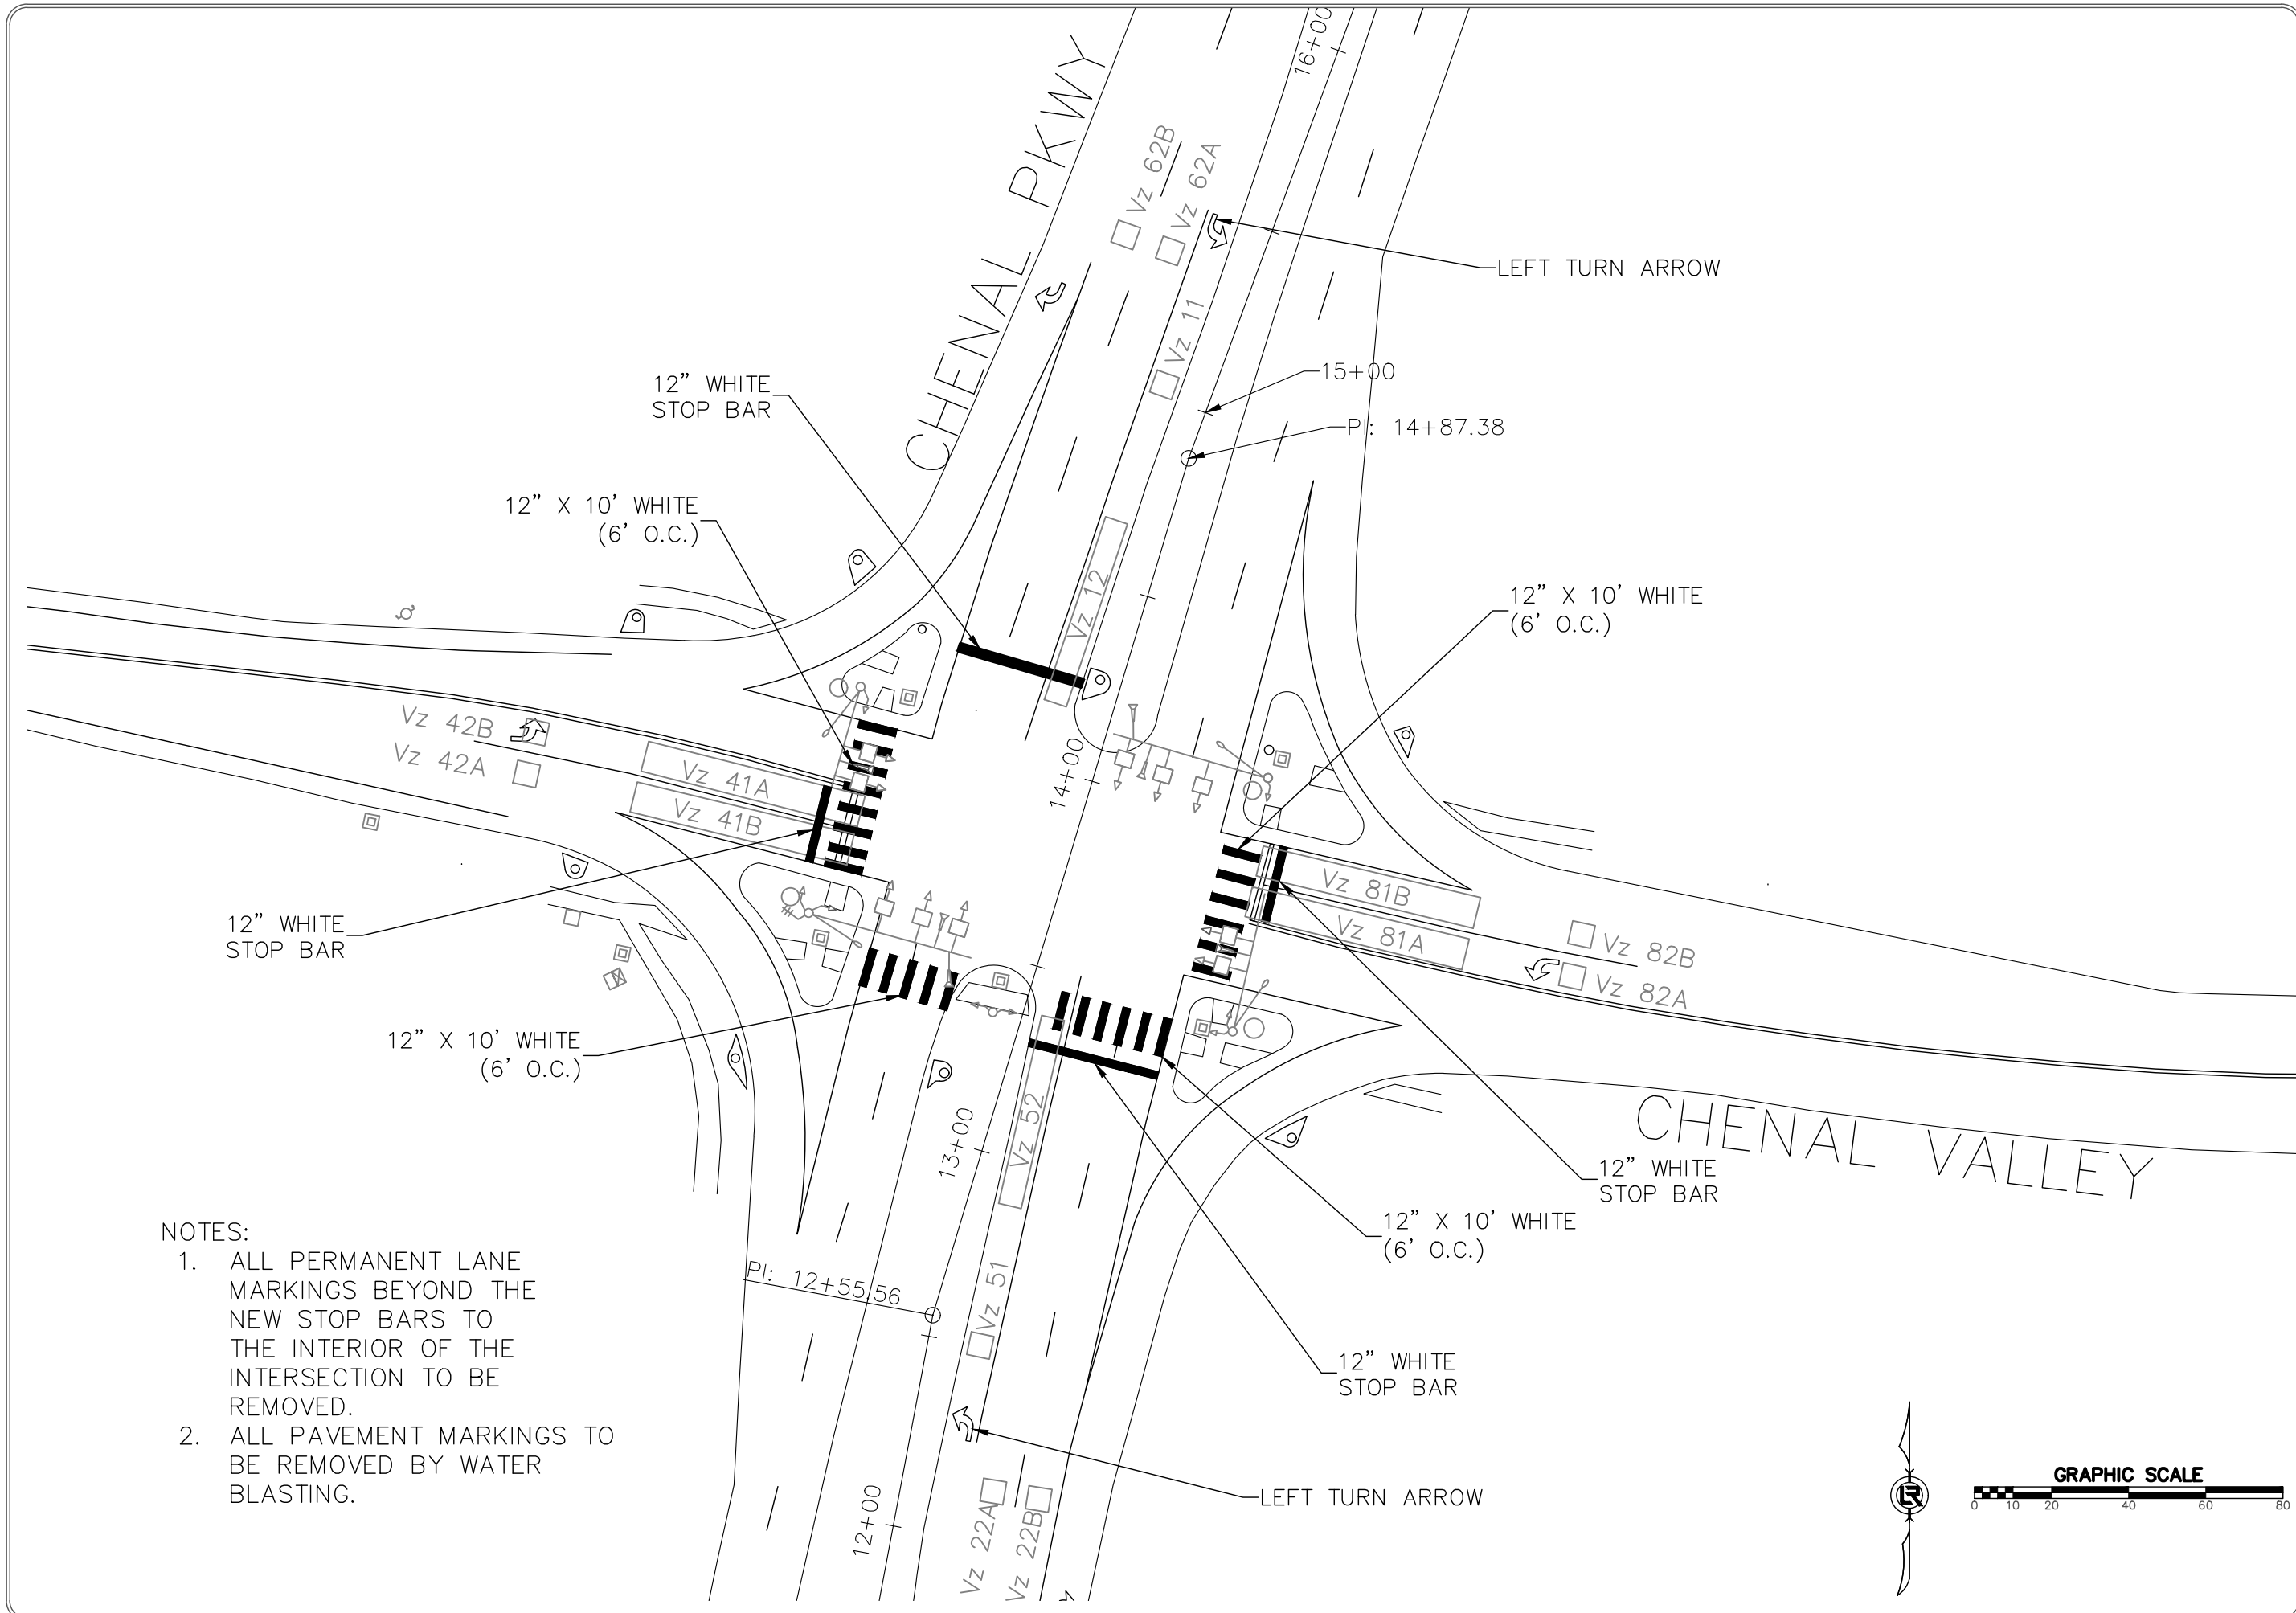 16+00
CHENAL PKWY
Vz 62B
Vz 62A
LEFT TURN ARROW
Vz 11
15+00
12" WHITE
STOP BAR
PI: 14+87.38
12" X 10' WHITE
(6' O.C.)
Vz 12
12" X 10' WHITE
(6' O.C.)
Vz 42B
Vz 42A
Vz 41A
Vz 41B
14+00
Vz 81B
Vz 81A
Vz 82B
Vz 82A
12" WHITE
STOP BAR
12" X 10' WHITE
(6' O.C.)
Vz 52
13+00
CHENAL VALLEY
12" WHITE
STOP BAR
12" X 10' WHITE
(6' O.C.)
PI: 12+55.56
Vz 51
12" WHITE
STOP BAR
NOTES:
1. ALL PERMANENT LANE
MARKINGS BEYOND THE
NEW STOP BARS TO
THE INTERIOR OF THE
INTERSECTION TO BE
REMOVED.
2. ALL PAVEMENT MARKINGS TO
BE REMOVED BY WATER
BLASTING.
LEFT TURN ARROW
12+00
Vz 22A
Vz 22B
GRAPHIC SCALE
0 10 20 40 60 80